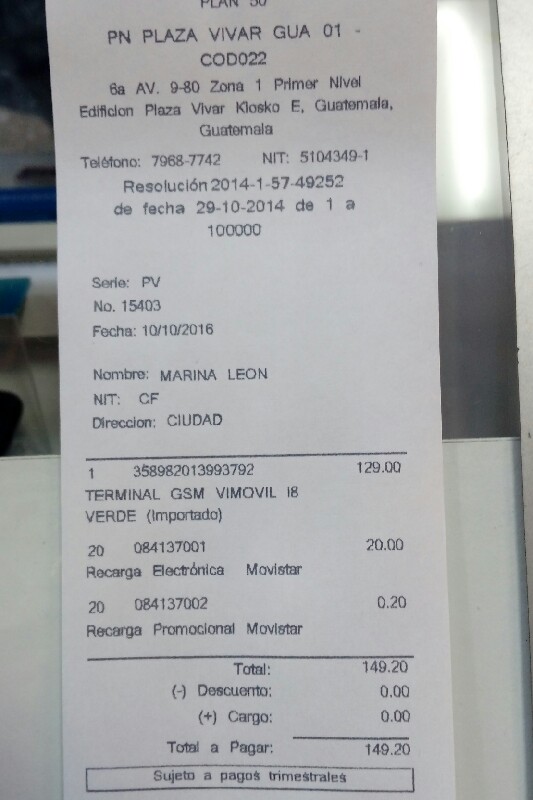 PLAN 50
PN PLAZA VIVAR GUA 01 -
COD022
6a AV. 9-80 Zona 1 Primer Nivel
Edificion Plaza Vivar Kiosko E, Guatemala,
Guatemala
Teléfono: 7968-7742 NIT: 5104349-1
Resolución 2014-1-57-49252
de fecha 29-10-2014 de 1 a
100000
Serie: PV
No. 15403
Fecha: 10/10/2016
Nombre: MARINA LEON
NIT: CF
Direccion: CIUDAD
1 358982013993792 129.00
TERMINAL GSM VIMOVIL I8
VERDE (Importado)
20 084137001 20.00
Recarga Electrónica Movistar
20 084137002 0.20
Recarga Promocional Movistar
Total: 149.20
(-) Descuento: 0.00
(+) Cargo: 0.00
Total a Pagar: 149.20
Sujeto a pagos trimestrales